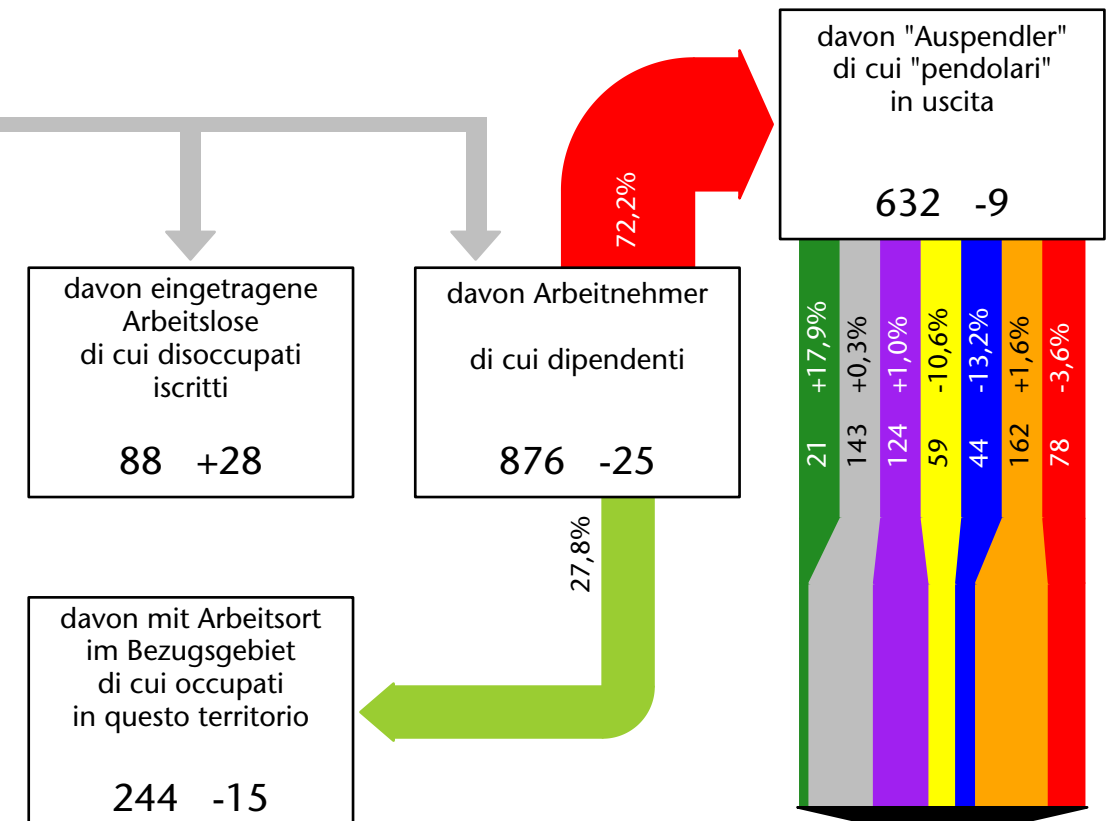 davon "Auspendler"
di cui "pendolari"
in uscita
632 -9
72,2%
davon eingetragene
Arbeitslose
di cui disoccupati
iscritti
88 +28
davon Arbeitnehmer
di cui dipendenti
876 -25
21 +17,9%
143 +0,3%
124 +1,0%
59 -10,6%
44 -13,2%
162 +1,6%
78 -3,6%
27,8%
davon mit Arbeitsort
im Bezugsgebiet
di cui occupati
in questo territorio
244 -15